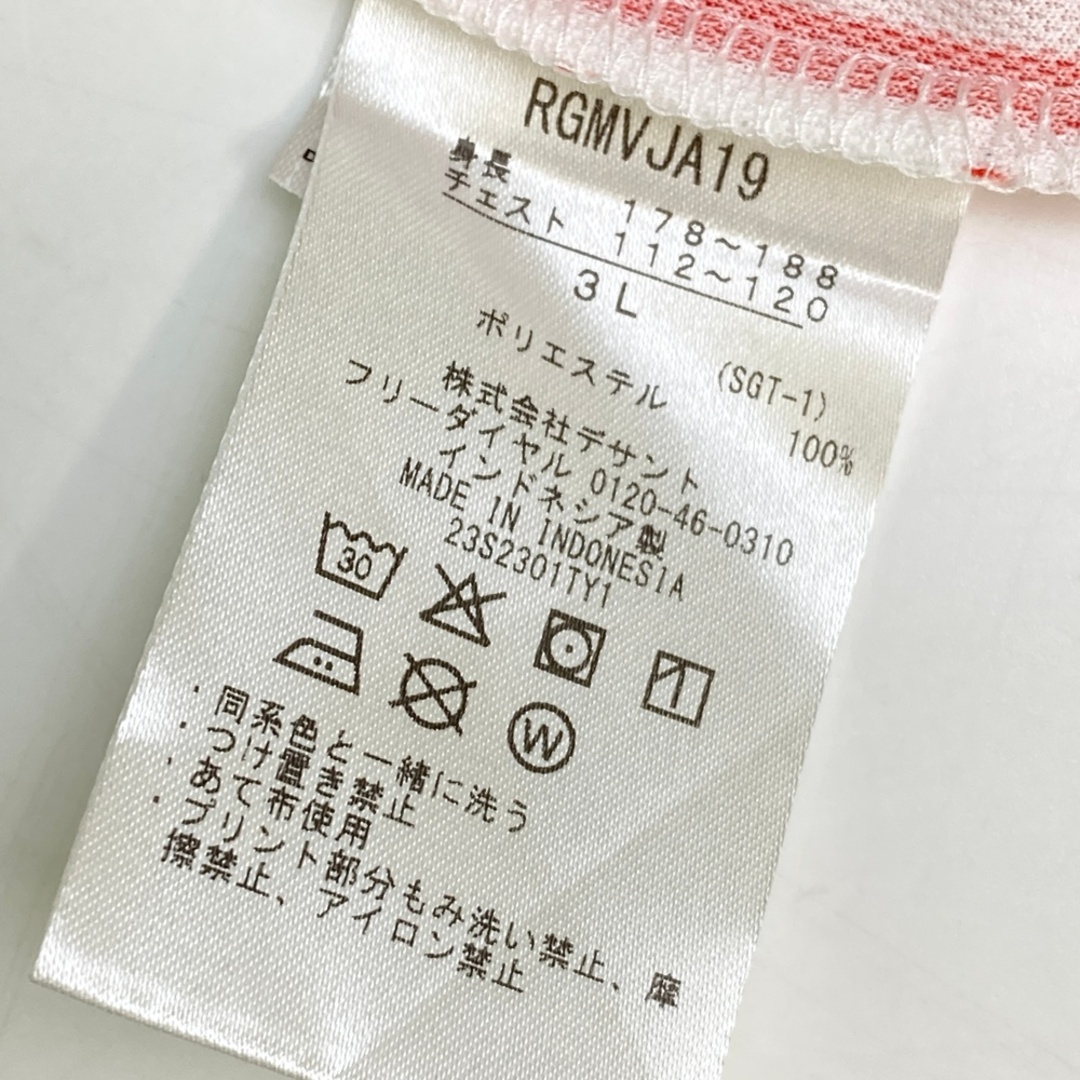 RGMVJA19
身長 178~188
チェスト 112~120
3L
(SGT-1)
ポリエステル 100%
株式会社デサント
フリーダイヤル 0120-46-0310
インドネシア製
MADE IN INDONESIA
23S2301TY1
30
W
・同系色と一緒に洗う
・つけ置き禁止
・あて布使用
・プリント部分もみ洗い禁止、摩
擦禁止、アイロン禁止